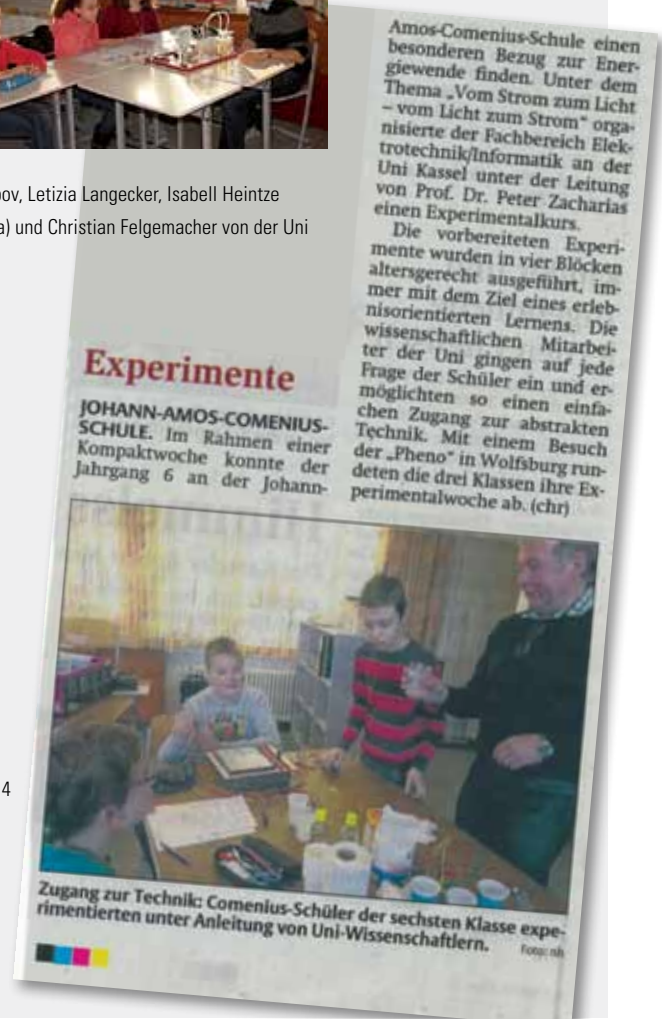 pov, Letizia Langecker, Isabell Heintze
a) und Christian Felgemacher von der Uni
Experimente
JOHANN-AMOS-COMENIUS-
SCHULE. Im Rahmen einer
Kompaktwoche konnte der
Jahrgang 6 an der Johann-
Amos-Comenius-Schule einen
besonderen Bezug zur Ener-
giewende finden. Unter dem
Thema „Vom Strom zum Licht
– vom Licht zum Strom" orga-
nisierte der Fachbereich Elek-
trotechnik/Informatik an der
Uni Kassel unter der Leitung
von Prof. Dr. Peter Zacharias
einen Experimentalkurs.
Die vorbereiteten Experi-
mente wurden in vier Blöcken
altersgerecht ausgeführt, im-
mer mit dem Ziel eines erleb-
nisorientierten Lernens. Die
wissenschaftlichen Mitarbei-
ter der Uni gingen auf jede
Frage der Schüler ein und er-
möglichten so einen einfa-
chen Zugang zur abstrakten
Technik. Mit einem Besuch
der „Pheno" in Wolfsburg run-
deten die drei Klassen ihre Ex-
perimentalwoche ab. (chr)
4
Zugang zur Technik: Comenius-Schüler der sechsten Klasse expe-
rimentierten unter Anleitung von Uni-Wissenschaftlern. Foto: nh